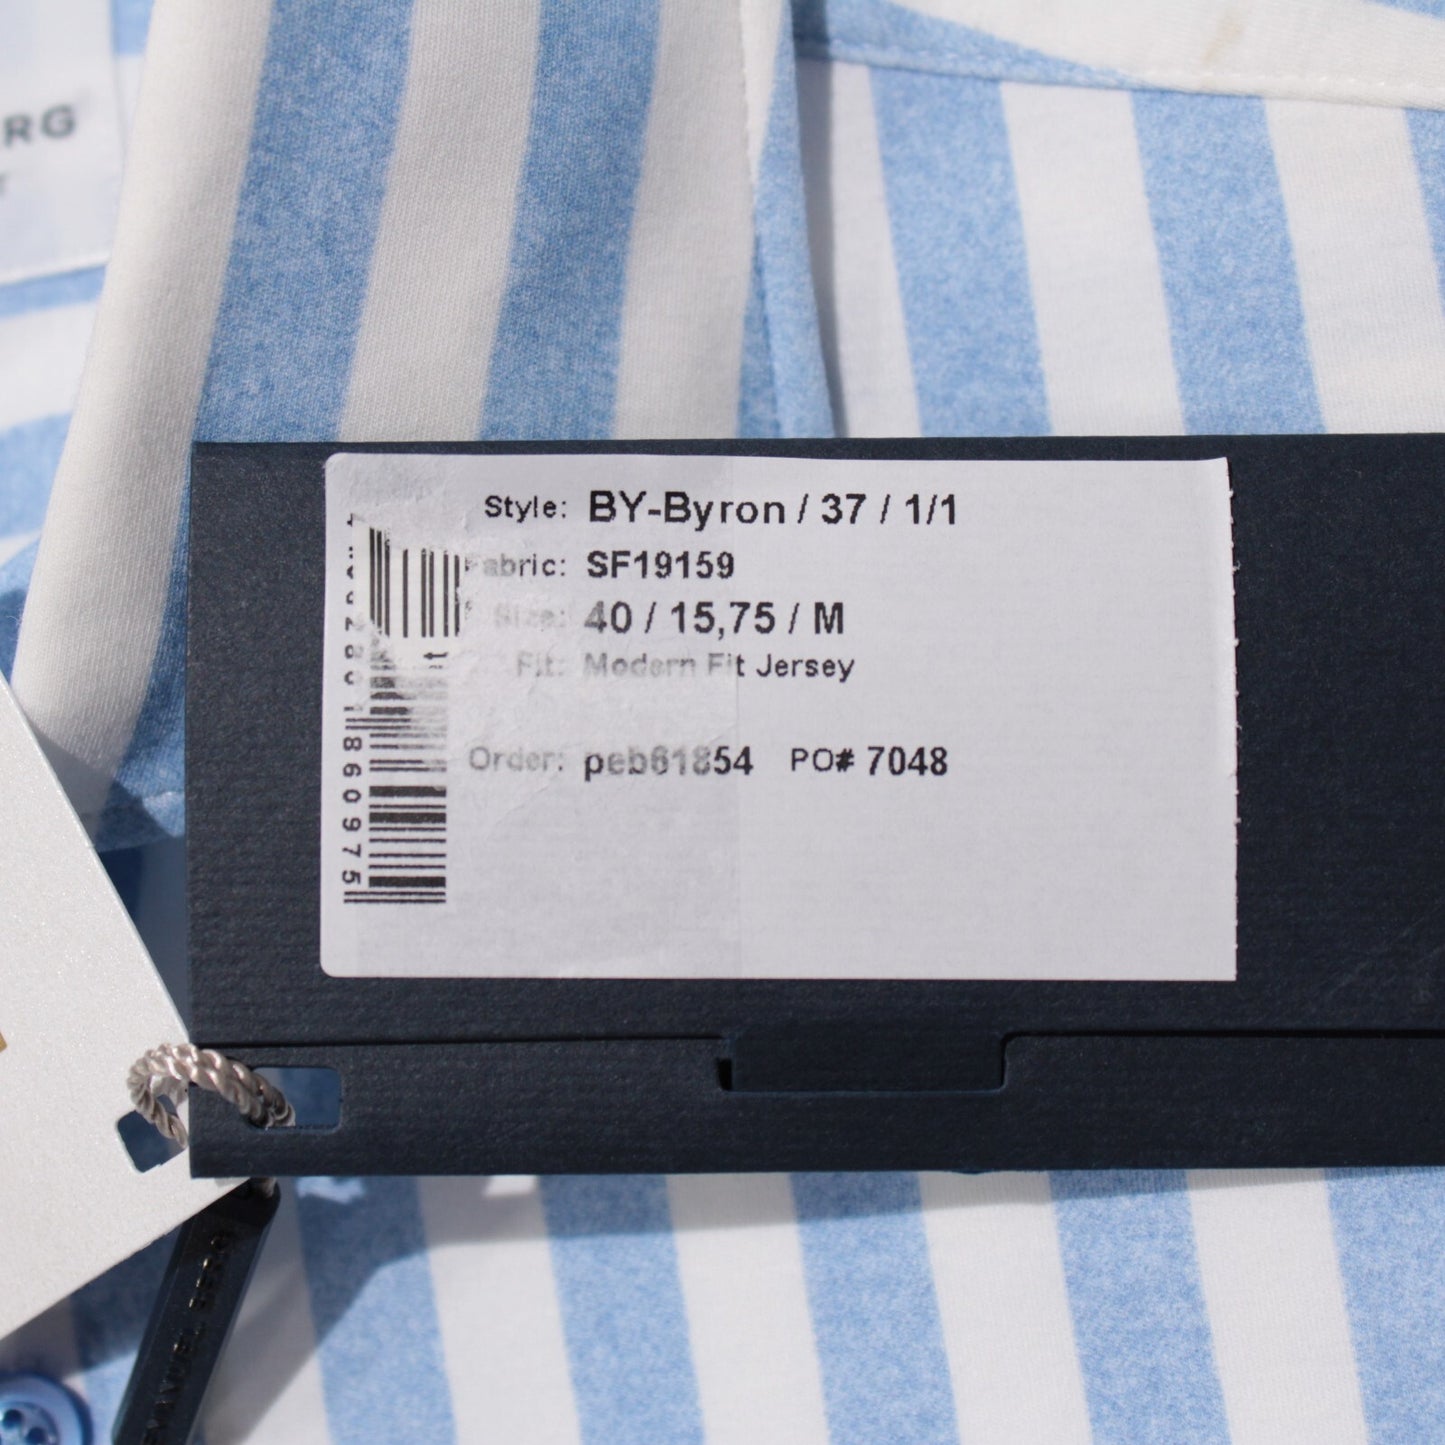 RG
Style: BY-Byron / 37 / 1/1
Fabric: SF19159
Size: 40 / 15,75 / M
Fit: Modern Fit Jersey
Order: peb61854 PO# 7048